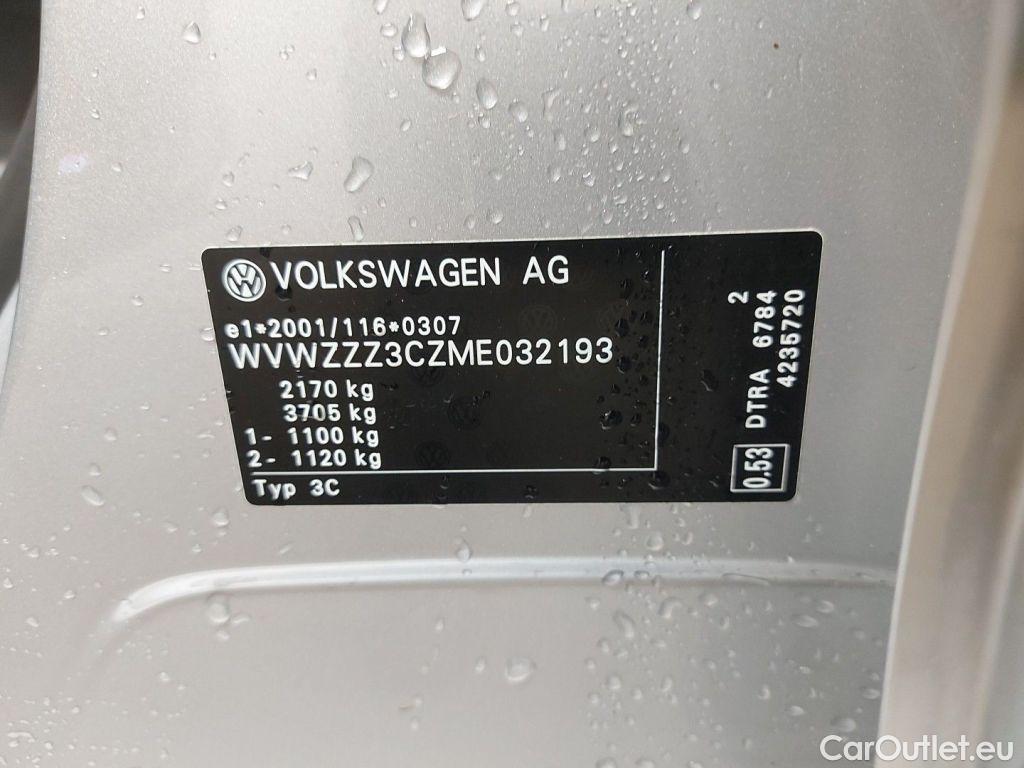 VOLKSWAGEN AG
e1*2001/116*0307
WVWZZZ3CZME032193
2170 kg
3705 kg
1- 1100 kg
2- 1120 kg
Typ 3C
2
DTRA 6784
4235720
0,53
CarOutlet.eu